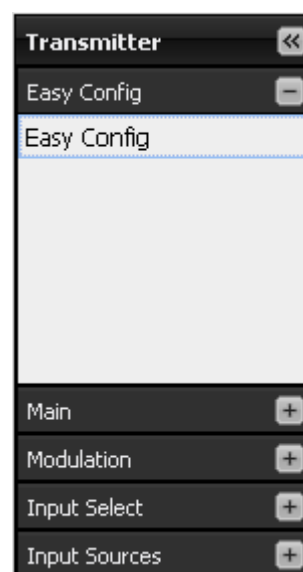 Transmitter
Easy Config
Easy Config
Main
Modulation
Input Select
Input Sources